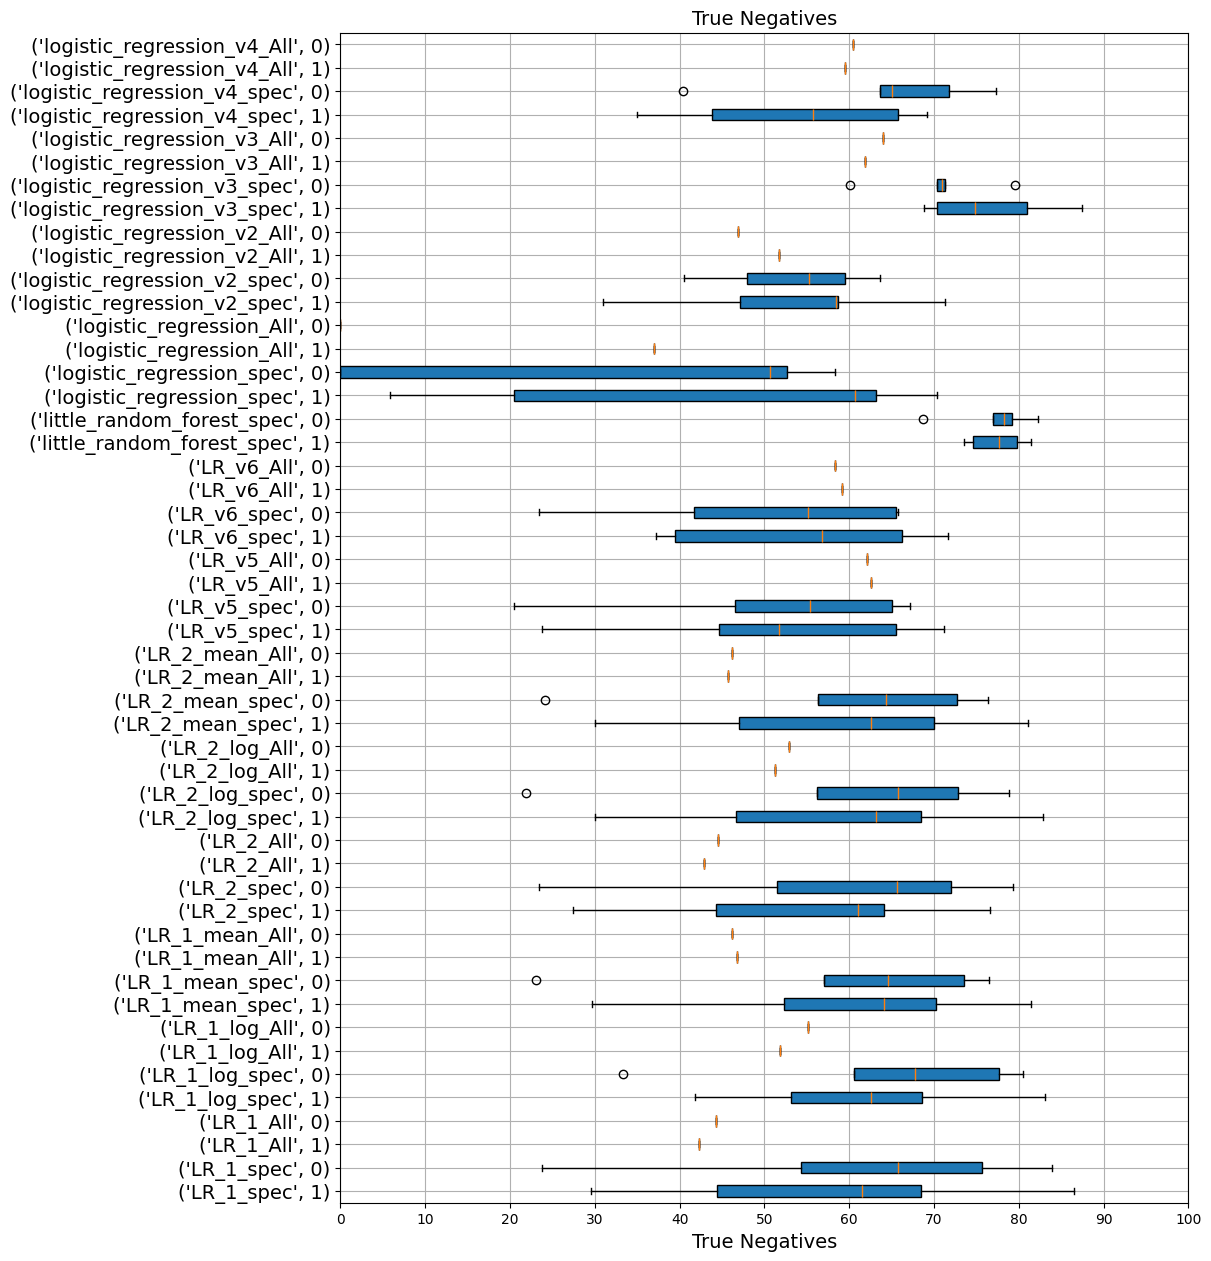 True Negatives
('logistic_regression_v4_All', 0)
('logistic_regression_v4_All', 1)
('logistic_regression_v4_spec', 0)
('logistic_regression_v4_spec', 1)
('logistic_regression_v3_All', 0)
('logistic_regression_v3_All', 1)
('logistic_regression_v3_spec', 0)
('logistic_regression_v3_spec', 1)
('logistic_regression_v2_All', 0)
('logistic_regression_v2_All', 1)
('logistic_regression_v2_spec', 0)
('logistic_regression_v2_spec', 1)
('logistic_regression_All', 0)
('logistic_regression_All', 1)
('logistic_regression_spec', 0)
('logistic_regression_spec', 1)
('little_random_forest_spec', 0)
('little_random_forest_spec', 1)
('LR_v6_All', 0)
('LR_v6_All', 1)
('LR_v6_spec', 0)
('LR_v6_spec', 1)
('LR_v5_All', 0)
('LR_v5_All', 1)
('LR_v5_spec', 0)
('LR_v5_spec', 1)
('LR_2_mean_All', 0)
('LR_2_mean_All', 1)
('LR_2_mean_spec', 0)
('LR_2_mean_spec', 1)
('LR_2_log_All', 0)
('LR_2_log_All', 1)
('LR_2_log_spec', 0)
('LR_2_log_spec', 1)
('LR_2_All', 0)
('LR_2_All', 1)
('LR_2_spec', 0)
('LR_2_spec', 1)
('LR_1_mean_All', 0)
('LR_1_mean_All', 1)
('LR_1_mean_spec', 0)
('LR_1_mean_spec', 1)
('LR_1_log_All', 0)
('LR_1_log_All', 1)
('LR_1_log_spec', 0)
('LR_1_log_spec', 1)
('LR_1_All', 0)
('LR_1_All', 1)
('LR_1_spec', 0)
('LR_1_spec', 1)
0 10 20 30 40 50 60 70 80 90 100
True Negatives